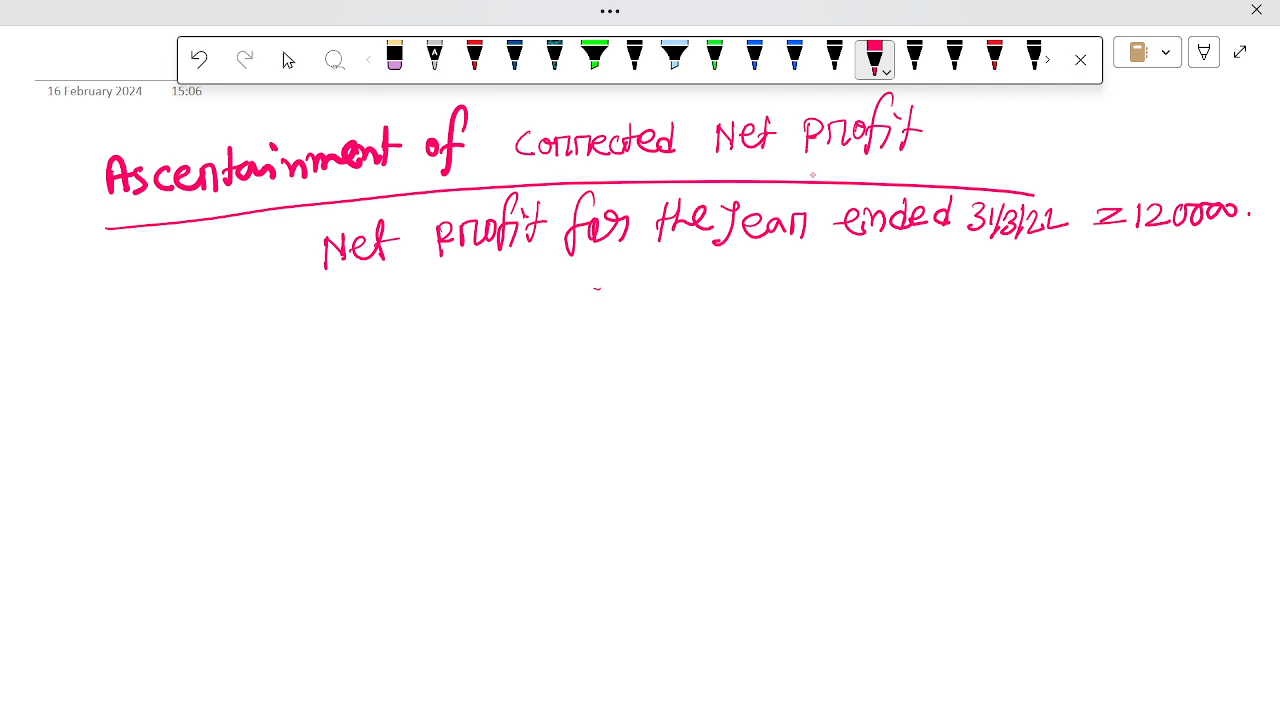 16 February 2024 15:06
Ascertainment of corrected Net profit
Net profit for the year ended 31/3/22 = 120000.